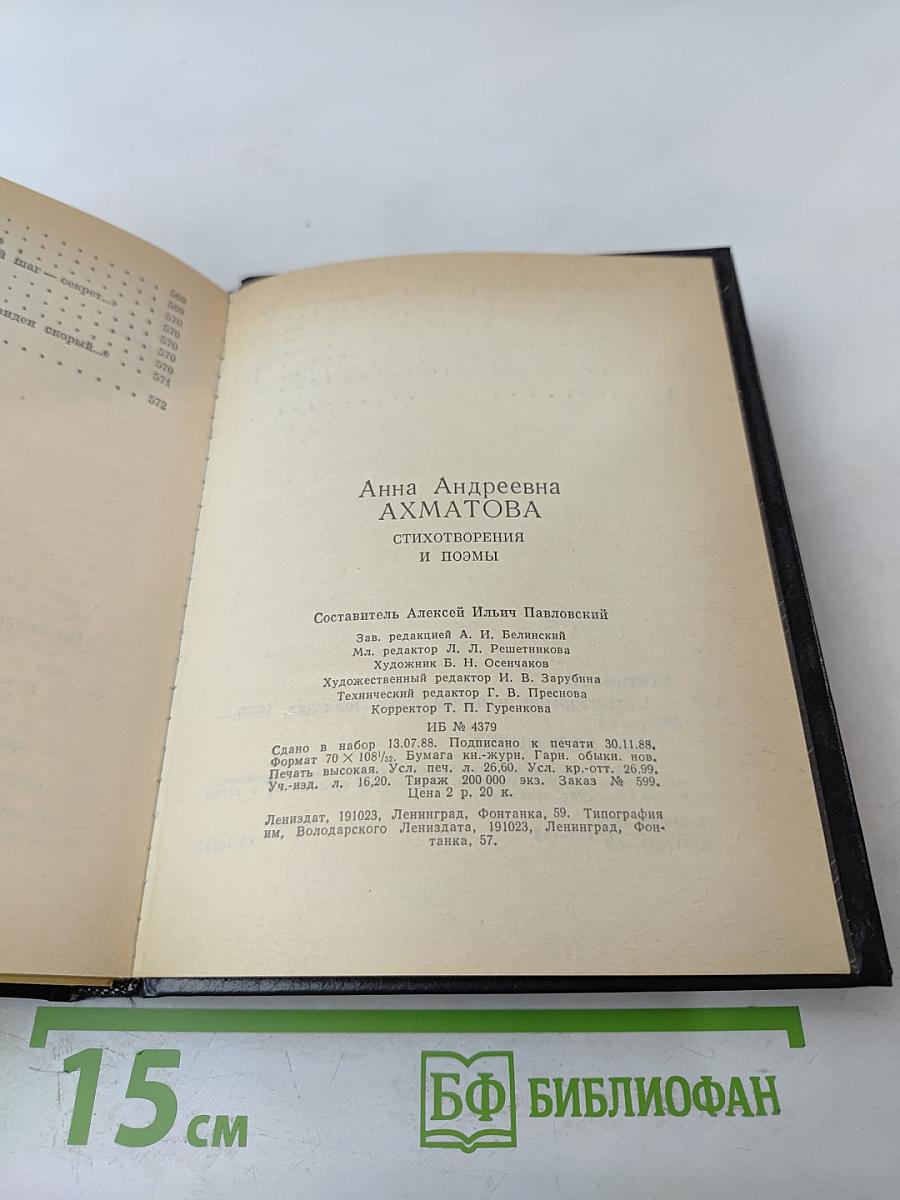 й шаг — секрет...»
569
569
570
570
виден скорый...»
570
570
571
572
Анна Андреевна
АХМАТОВА
СТИХОТВОРЕНИЯ
И ПОЭМЫ
Составитель Алексей Ильич Павловский
Зав. редакцией А. И. Белинский
Мл. редактор Л. Л. Решетникова
Художник Б. Н. Осенчаков
Художественный редактор И. В. Зарубина
Технический редактор Г. В. Преснова
Корректор Т. П. Гуренкова
ИБ № 4379
Сдано в набор 13.07.88. Подписано к печати 30.11.88.
Формат 70 × 108¹/₃₂. Бумага кн.-журн. Гарн. обыкн. нов.
Печать высокая. Усл. печ. л. 26,60. Усл. кр.-отт. 26,99.
Уч.-изд. л. 16,20. Тираж 200 000 экз. Заказ № 599.
Цена 2 р. 20 к.
Лениздат, 191023, Ленинград, Фонтанка, 59. Типография
им. Володарского Лениздата, 191023, Ленинград, Фон-
танка, 57.
15 см
БФ БИБЛИОФАН